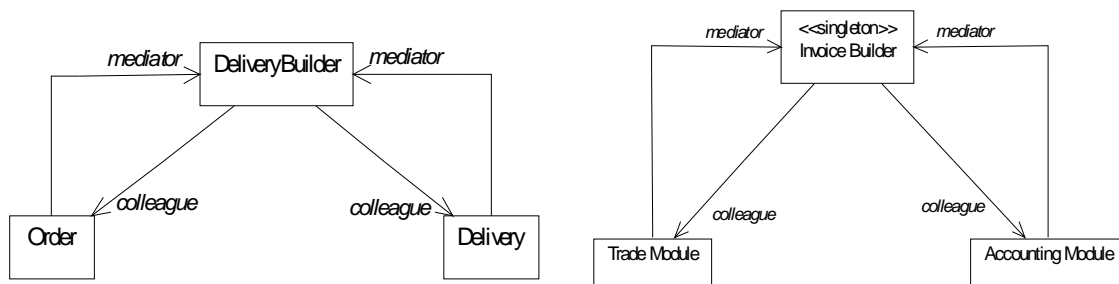 mediator
DeliveryBuilder
mediator
colleague
colleague
Order
Delivery
mediator
<<singleton>>
Invoice Builder
mediator
colleague
colleague
Trade Module
Accounting Module